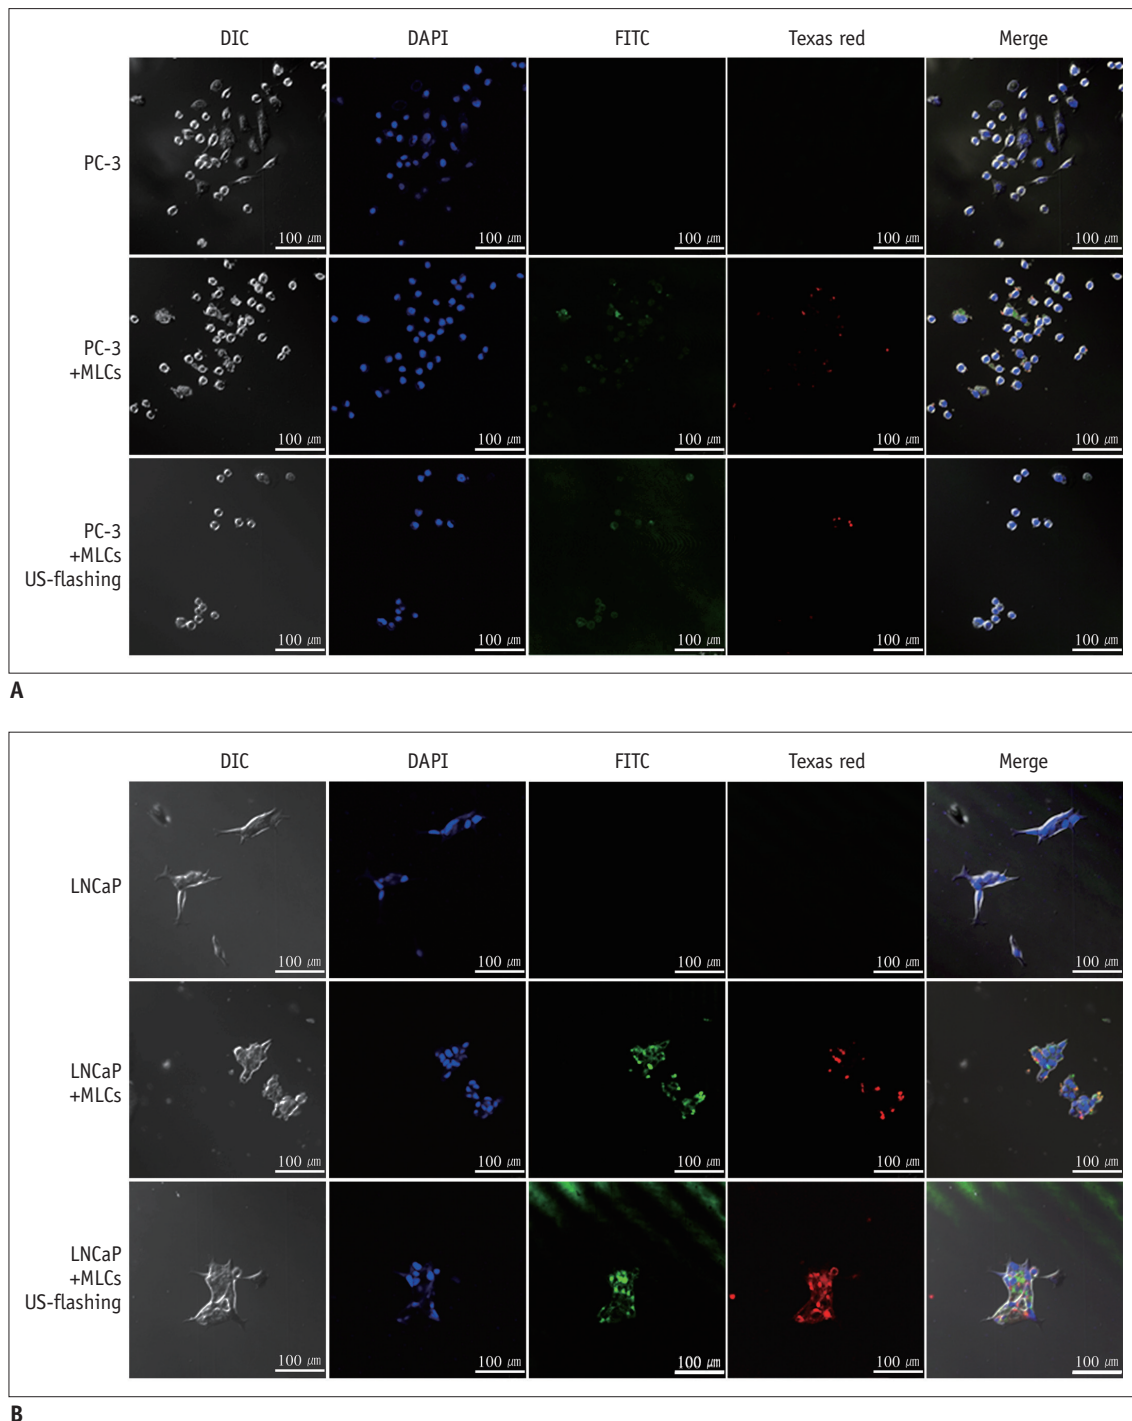 DIC DAPI FITC Texas red Merge
PC-3
100 ㎛ 100 ㎛ 100 ㎛ 100 ㎛ 100 ㎛
PC-3
+MLCs
100 ㎛ 100 ㎛ 100 ㎛ 100 ㎛ 100 ㎛
PC-3
+MLCs
US-flashing
100 ㎛ 100 ㎛ 100 ㎛ 100 ㎛ 100 ㎛
A
DIC DAPI FITC Texas red Merge
LNCaP
100 ㎛ 100 ㎛ 100 ㎛ 100 ㎛ 100 ㎛
LNCaP
+MLCs
100 ㎛ 100 ㎛ 100 ㎛ 100 ㎛ 100 ㎛
LNCaP
+MLCs
US-flashing
100 ㎛ 100 ㎛ 100 ㎛ 100 ㎛ 100 ㎛
B